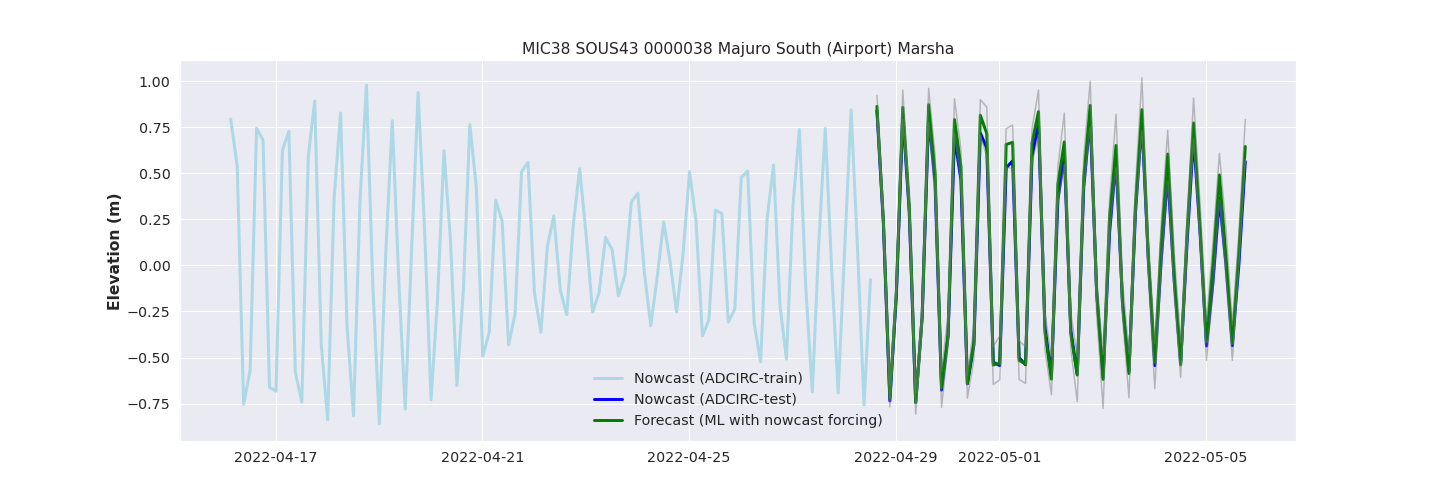 MIC38 SOUS43 0000038 Majuro South (Airport) Marsha
Elevation (m)
1.00
0.75
0.50
0.25
0.00
−0.25
−0.50
−0.75
Nowcast (ADCIRC-train)
Nowcast (ADCIRC-test)
Forecast (ML with nowcast forcing)
2022-04-17 2022-04-21 2022-04-25 2022-04-29 2022-05-01 2022-05-05